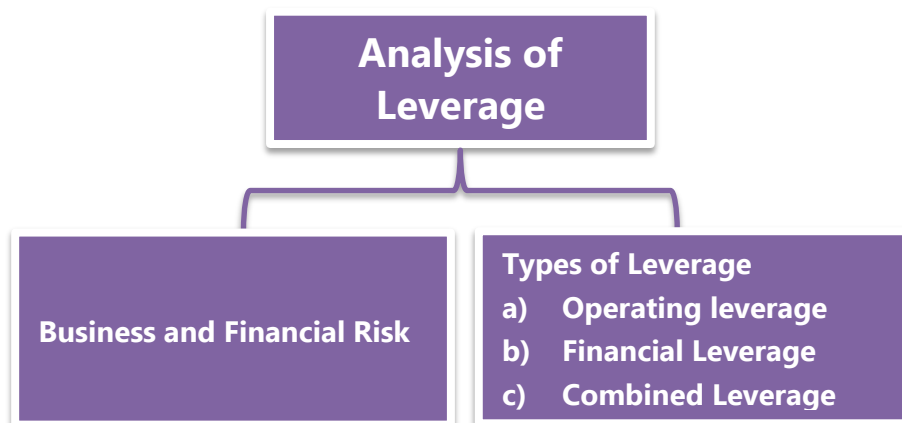 Analysis of
Leverage
Business and Financial Risk
Types of Leverage
a) Operating leverage
b) Financial Leverage
c) Combined Leverage